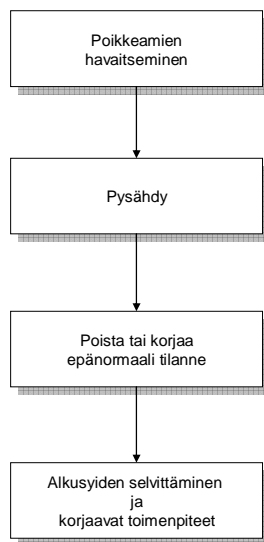 Poikkeamien
havaitseminen
Pysähdy
Poista tai korjaa
epänormaali tilanne
Alkusyiden selvittäminen
ja
korjaavat toimenpiteet